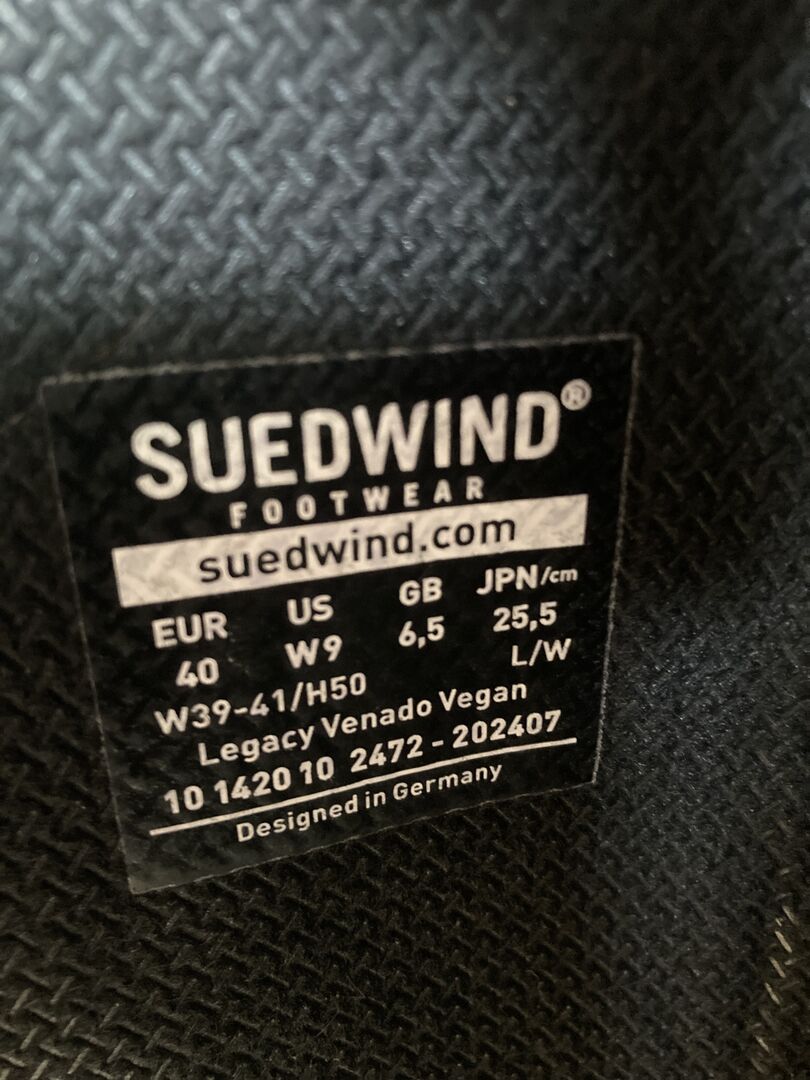 SUEDWIND®
FOOTWEAR
suedwind.com
EUR US GB JPN/cm
40 W9 6,5 25,5
W39-41/H50 L/W
Legacy Venado Vegan
10 1420 10 2472 - 202407
Designed in Germany